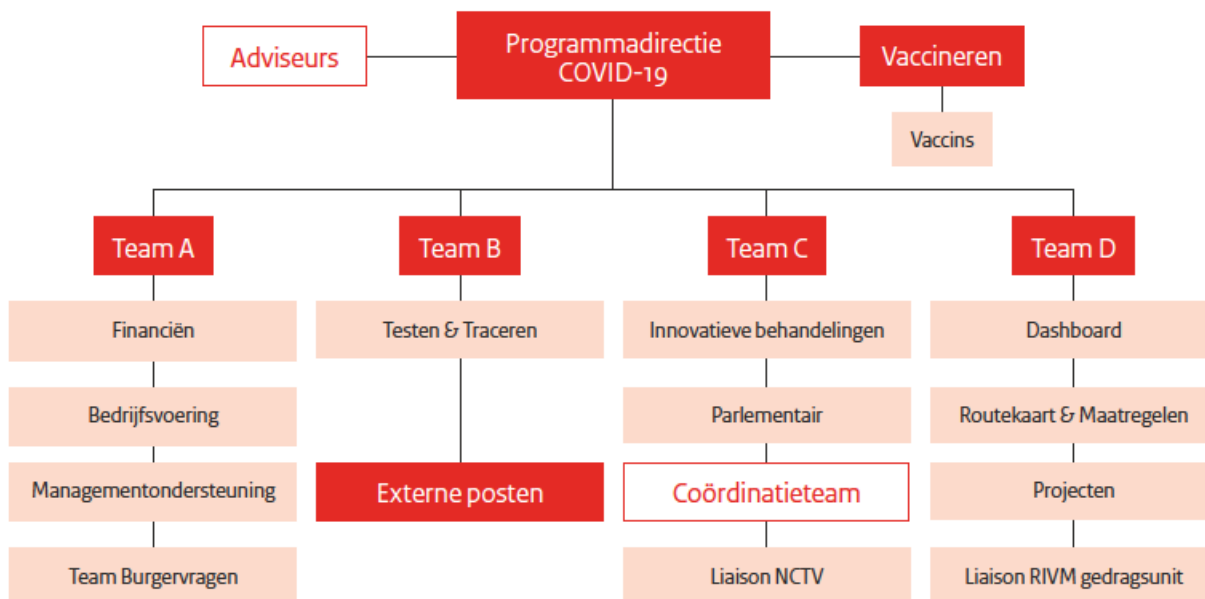 Adviseurs
Programmadirectie
COVID-19
Vaccineren
Vaccins
Team A
Team B
Team C
Team D
Financiën
Testen & Traceren
Innovatieve behandelingen
Dashboard
Bedrijfsvoering
Parlementair
Routekaart & Maatregelen
Managementondersteuning
Externe posten
Coördinatieteam
Projecten
Team Burgervragen
Liaison NCTV
Liaison RIVM gedragsunit